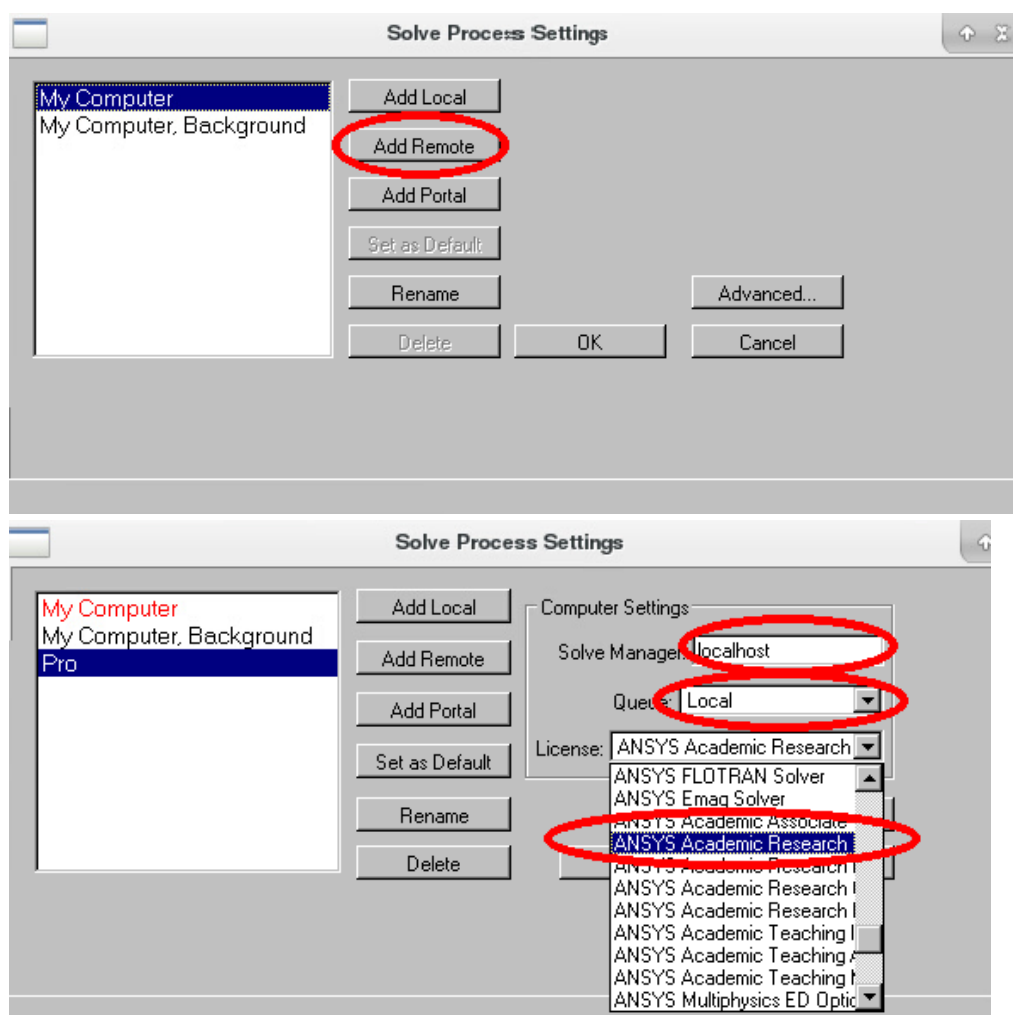 Solve Process Settings
My Computer
My Computer, Background
Add Local
Add Remote
Add Portal
Set as Default
Rename
Advanced...
Delete
OK
Cancel
Solve Process Settings
My Computer
My Computer, Background
Pro
Add Local
Add Remote
Add Portal
Set as Default
Rename
Delete
Computer Settings
Solve Manager: localhost
Queue: Local
License: ANSYS Academic Research
ANSYS FLOTRAN Solver
ANSYS Emag Solver
ANSYS Academic Associate
ANSYS Academic Research
ANSYS Academic Research
ANSYS Academic Research
ANSYS Academic Research
ANSYS Academic Teaching
ANSYS Academic Teaching
ANSYS Academic Teaching
ANSYS Multiphysics ED Optio